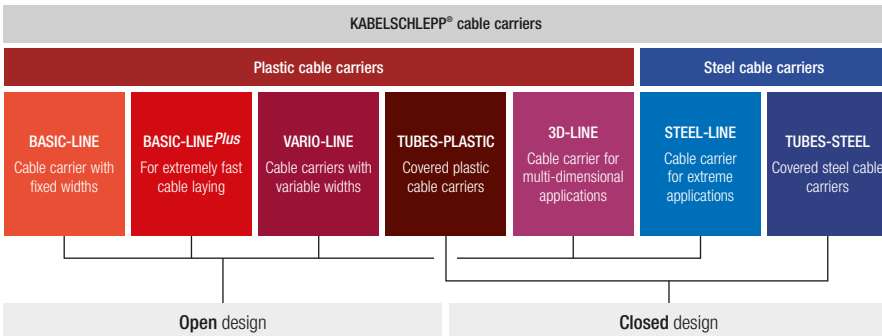 KABELSCHLEPP® cable carriers
Plastic cable carriers
Steel cable carriers
BASIC-LINE
Cable carrier with
fixed widths
BASIC-LINEPlus
For extremely fast
cable laying
VARIO-LINE
Cable carriers with
variable widths
TUBES-PLASTIC
Covered plastic
cable carriers
3D-LINE
Cable carrier for
multi-dimensional
applications
STEEL-LINE
Cable carrier
for extreme
applications
TUBES-STEEL
Covered steel cable
carriers
Open design
Closed design